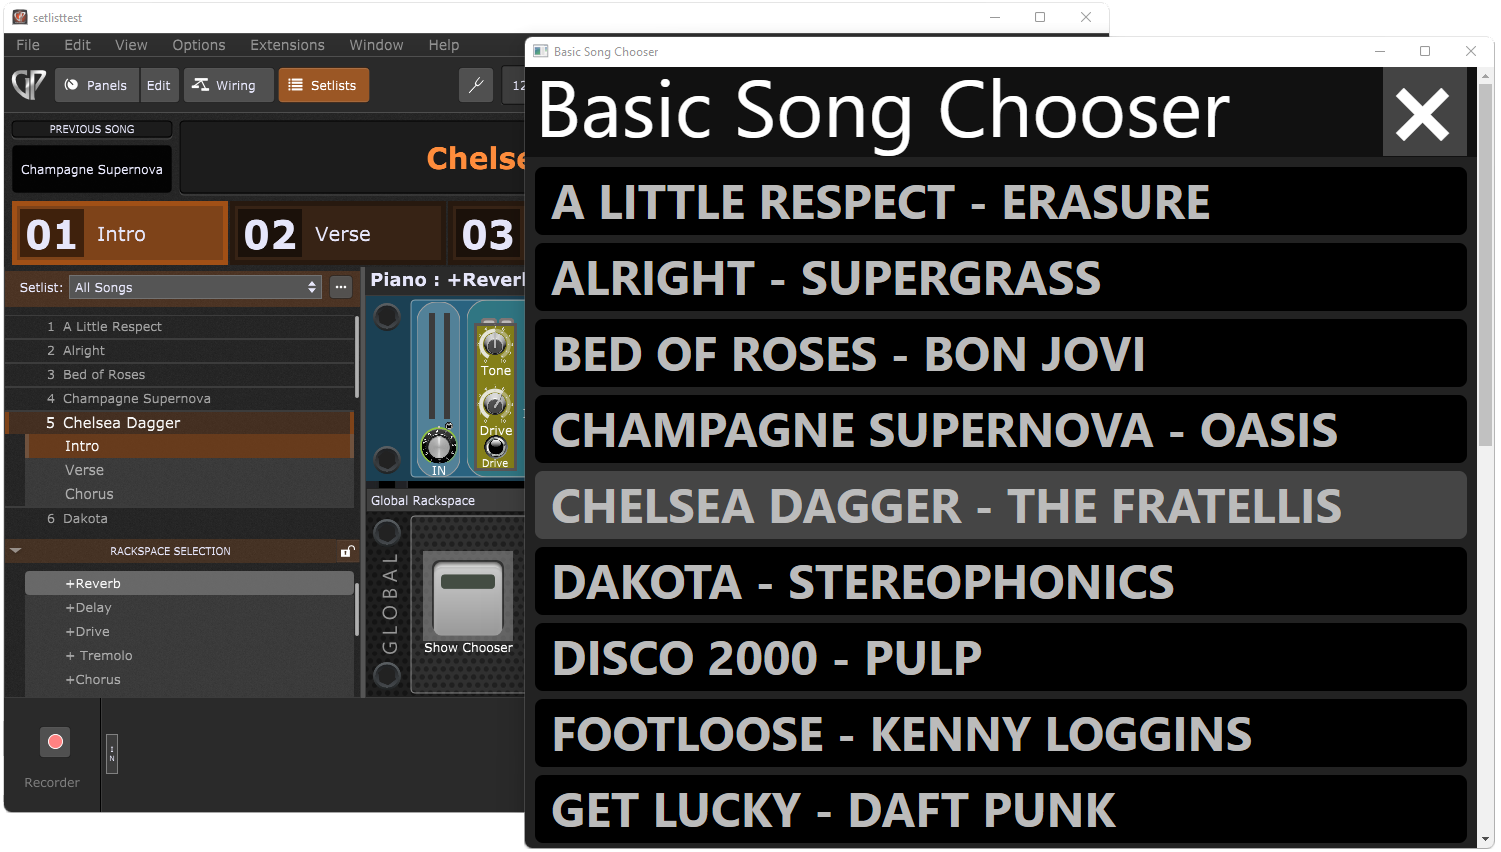 setlisttest
File Edit View Options Extensions Window Help
Panels Edit Wiring Setlists
12
PREVIOUS SONG
Champagne Supernova
Chelse
01 Intro
02 Verse
03
Setlist: All Songs ...
1 A Little Respect
2 Alright
3 Bed of Roses
4 Champagne Supernova
5 Chelsea Dagger
Intro
Verse
Chorus
6 Dakota
RACKSPACE SELECTION
+Reverb
+Delay
+Drive
+ Tremolo
+Chorus
Recorder
IN
Piano : +Reverb
Tone
Drive
Drive
IN
Global Rackspace
GLOBAL
Show Chooser
Basic Song Chooser
Basic Song Chooser
A LITTLE RESPECT - ERASURE
ALRIGHT - SUPERGRASS
BED OF ROSES - BON JOVI
CHAMPAGNE SUPERNOVA - OASIS
CHELSEA DAGGER - THE FRATELLIS
DAKOTA - STEREOPHONICS
DISCO 2000 - PULP
FOOTLOOSE - KENNY LOGGINS
GET LUCKY - DAFT PUNK